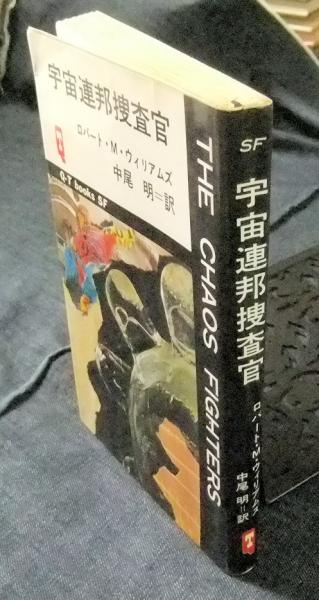 宇宙連邦捜査官
ロバート・M・ウィリアムズ
中尾 明=訳
T
Q-T books SF
THE CHAOS FIGHTERS
SF
宇宙連邦捜査官
ロバート・M・ウィリアムズ
中尾 明=訳
T